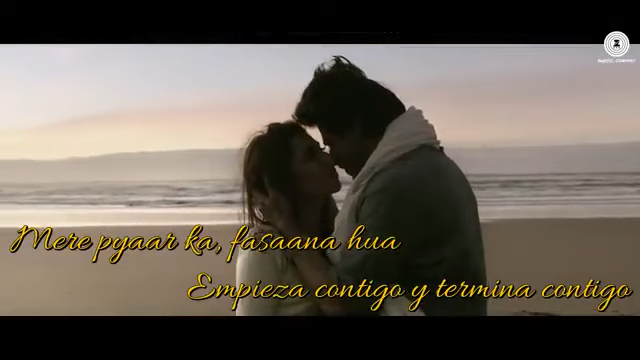 Mere pyaar ka, fasaana hua
Empieza contigo y termina contigo